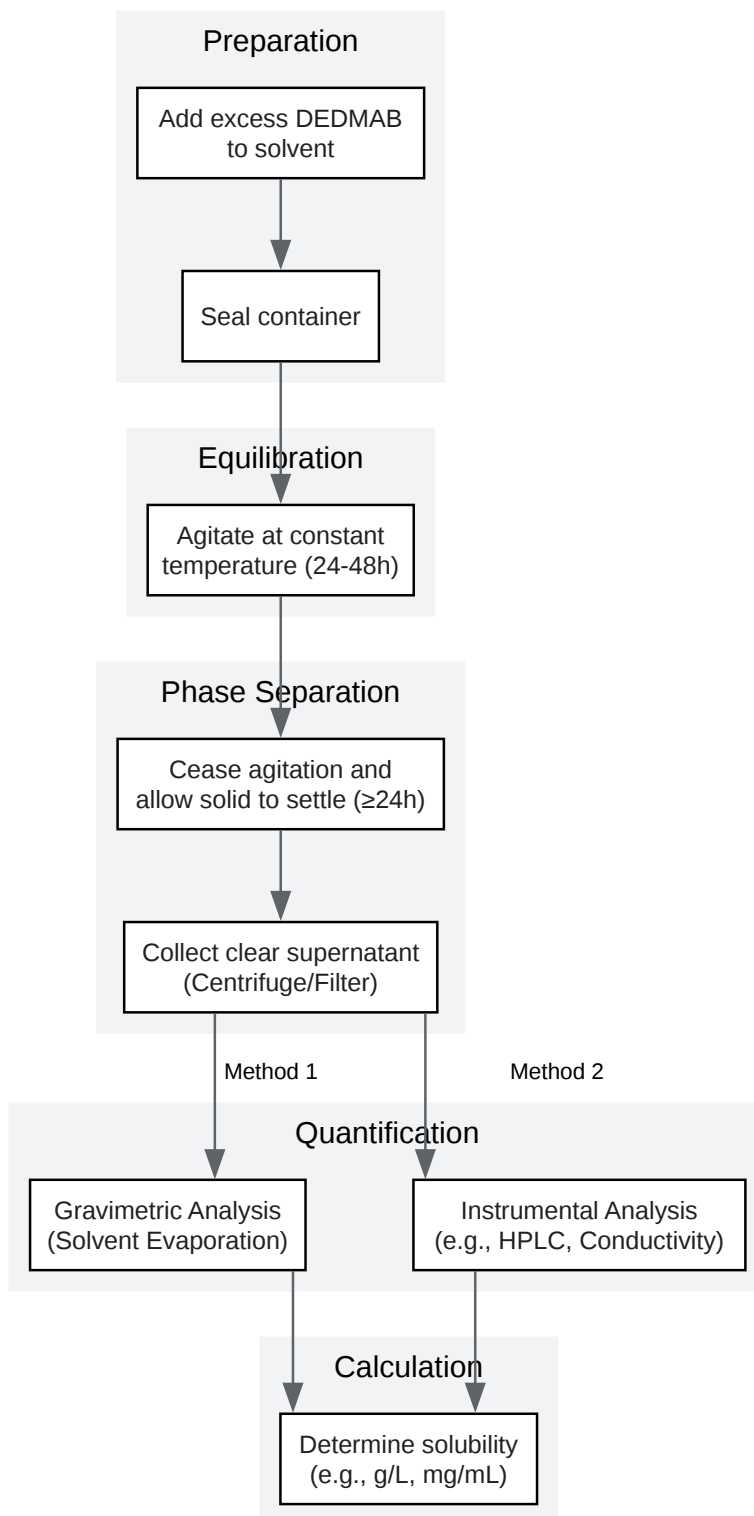 Preparation
Add excess DEDMAB
to solvent
Seal container
Equilibration
Agitate at constant
temperature (24-48h)
Phase Separation
Cease agitation and
allow solid to settle (≥24h)
Collect clear supernatant
(Centrifuge/Filter)
Method 1
Method 2
Quantification
Gravimetric Analysis
(Solvent Evaporation)
Instrumental Analysis
(e.g., HPLC, Conductivity)
Calculation
Determine solubility
(e.g., g/L, mg/mL)